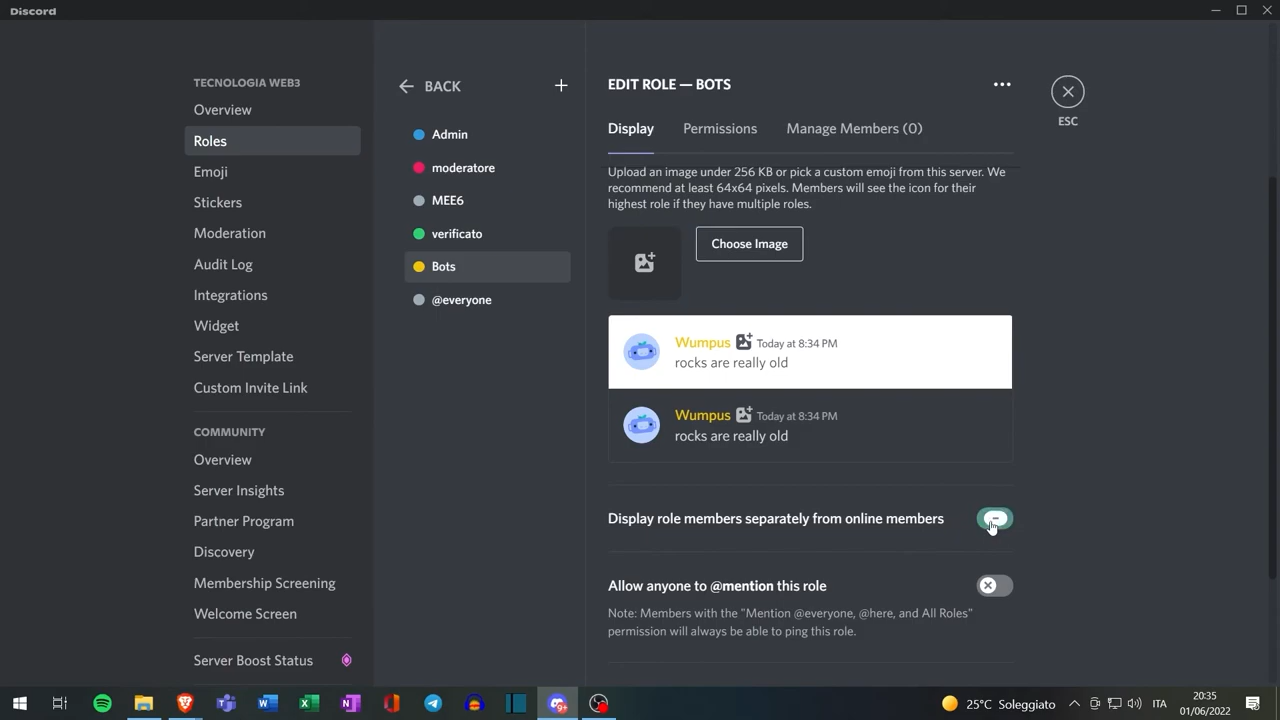 Discord
TECNOLOGIA WEB3
Overview
Roles
Emoji
Stickers
Moderation
Audit Log
Integrations
Widget
Server Template
Custom Invite Link
COMMUNITY
Overview
Server Insights
Partner Program
Discovery
Membership Screening
Welcome Screen
Server Boost Status
BACK
Admin
moderatore
MEE6
verificato
Bots
@everyone
EDIT ROLE — BOTS
ESC
Display Permissions Manage Members (0)
Upload an image under 256 KB or pick a custom emoji from this server. We
recommend at least 64x64 pixels. Members will see the icon for their
highest role if they have multiple roles.
Choose Image
Wumpus Today at 8:34 PM
rocks are really old
Wumpus Today at 8:34 PM
rocks are really old
Display role members separately from online members
Allow anyone to @mention this role
Note: Members with the "Mention @everyone, @here, and All Roles"
permission will always be able to ping this role.
25°C Soleggiato
ITA
20:35
01/06/2022